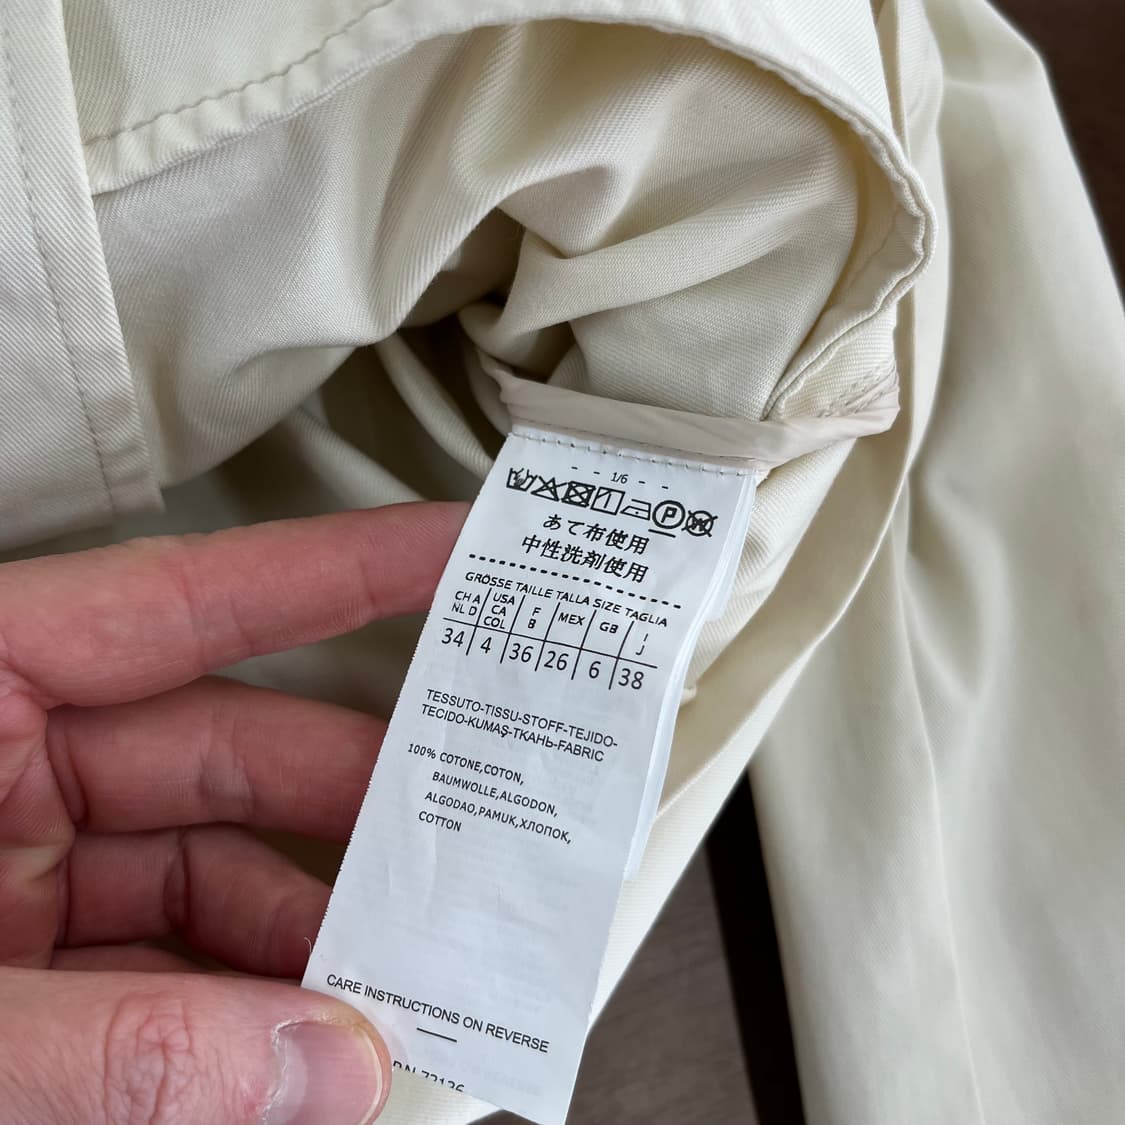 - - 1/6 - -
P W
あて布使用
中性洗剤使用
GRÖSSE TAILLE TALLA SIZE TAGLIA
CH A NL D USA CA COL F B MEX GB I J
34 4 36 26 6 38
TESSUTO-TISSU-STOFF-TEJIDO-
TECIDO-KUMAŞ-ТКАНЬ-FABRIC
100% COTONE,COTON,
BAUMWOLLE,ALGODON,
ALGODAO,PAMUK,ХЛОПОК,
COTTON
CARE INSTRUCTIONS ON REVERSE